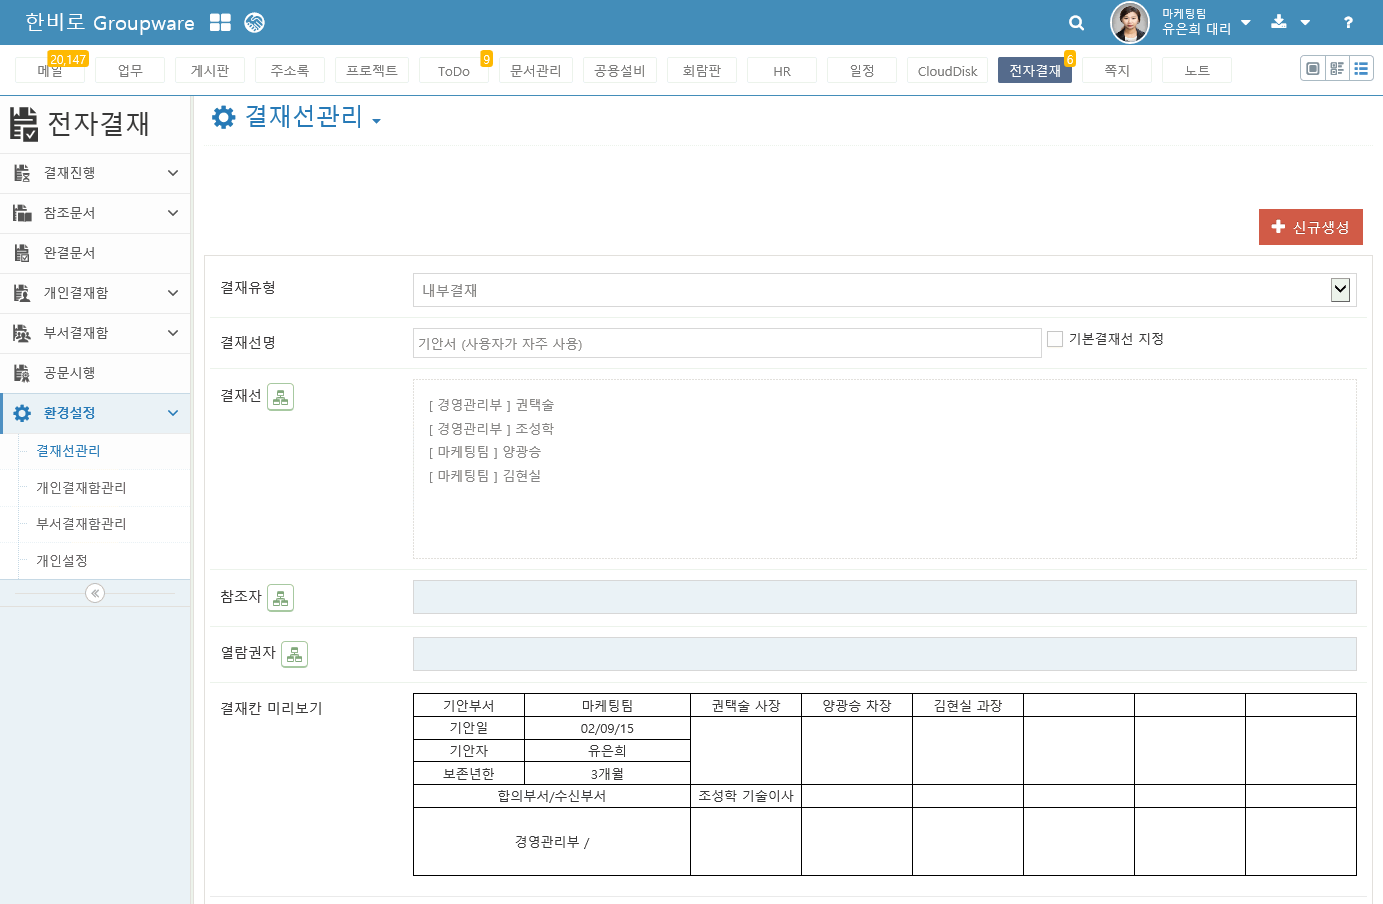 한비로 Groupware
마케팅팀
유은희 대리
?
20,147
9
6
메일 업무 게시판 주소록 프로젝트 ToDo 문서관리 공용설비 회람판 HR 일정 CloudDisk 전자결재 쪽지 노트
전자결재
결재진행
참조문서
완결문서
개인결재함
부서결재함
공문시행
환경설정
결재선관리
개인결재함관리
부서결재함관리
개인설정
결재선관리
신규생성
결재유형
내부결재
결재선명
기안서 (사용자가 자주 사용)
기본결재선 지정
결재선
[ 경영관리부 ] 권택술
[ 경영관리부 ] 조성학
[ 마케팅팀 ] 양광승
[ 마케팅팀 ] 김현실
참조자
열람권자
결재칸 미리보기
기안부서 마케팅팀 권택술 사장 양광승 차장 김현실 과장
기안일 02/09/15
기안자 유은희
보존년한 3개월
합의부서/수신부서 조성학 기술이사
경영관리부 /